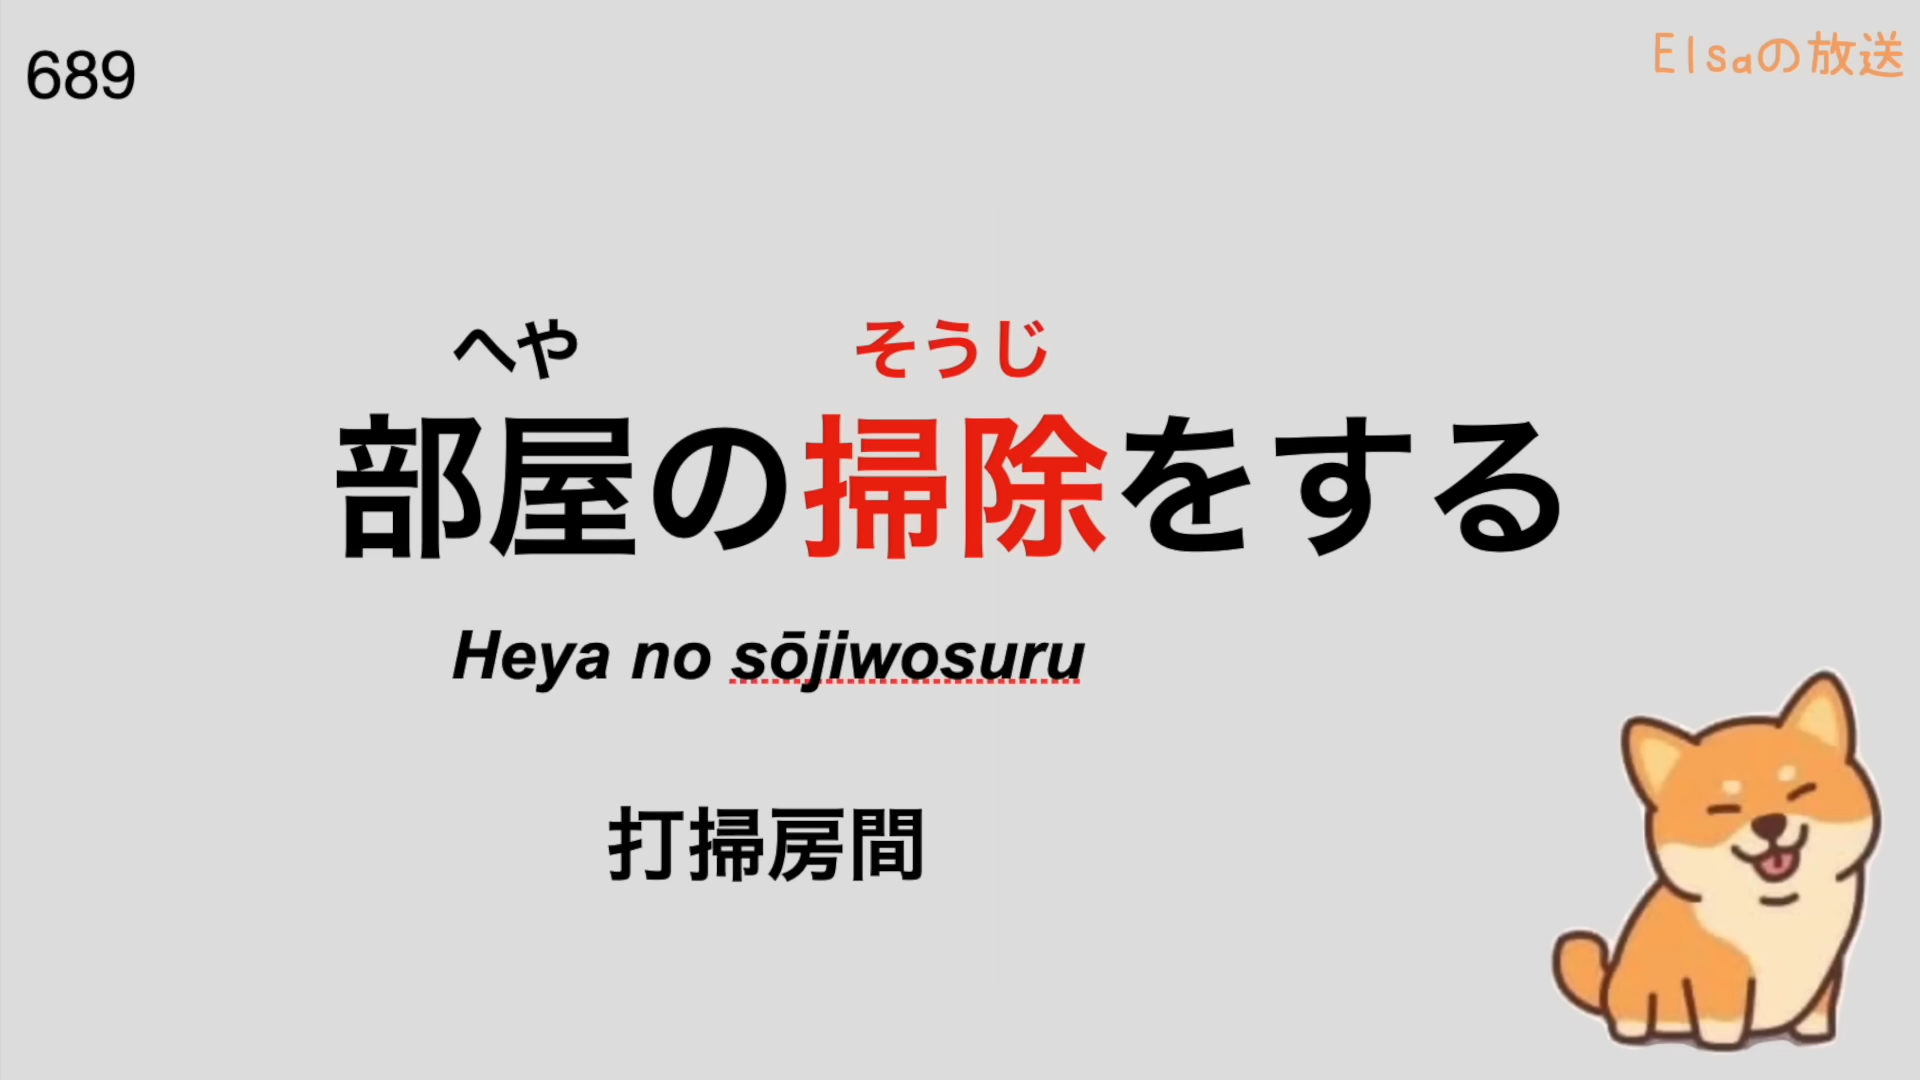 689
Elsaの放送
へや そうじ
部屋の掃除をする
Heya no sōjiwosuru
打掃房間